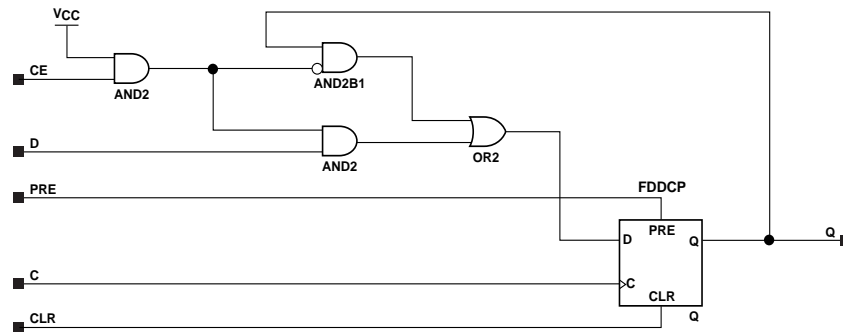 VCC
CE
AND2
AND2B1
D
AND2
OR2
PRE
FDDCP
D
PRE
Q
Q
C
C
CLR
CLR
Q